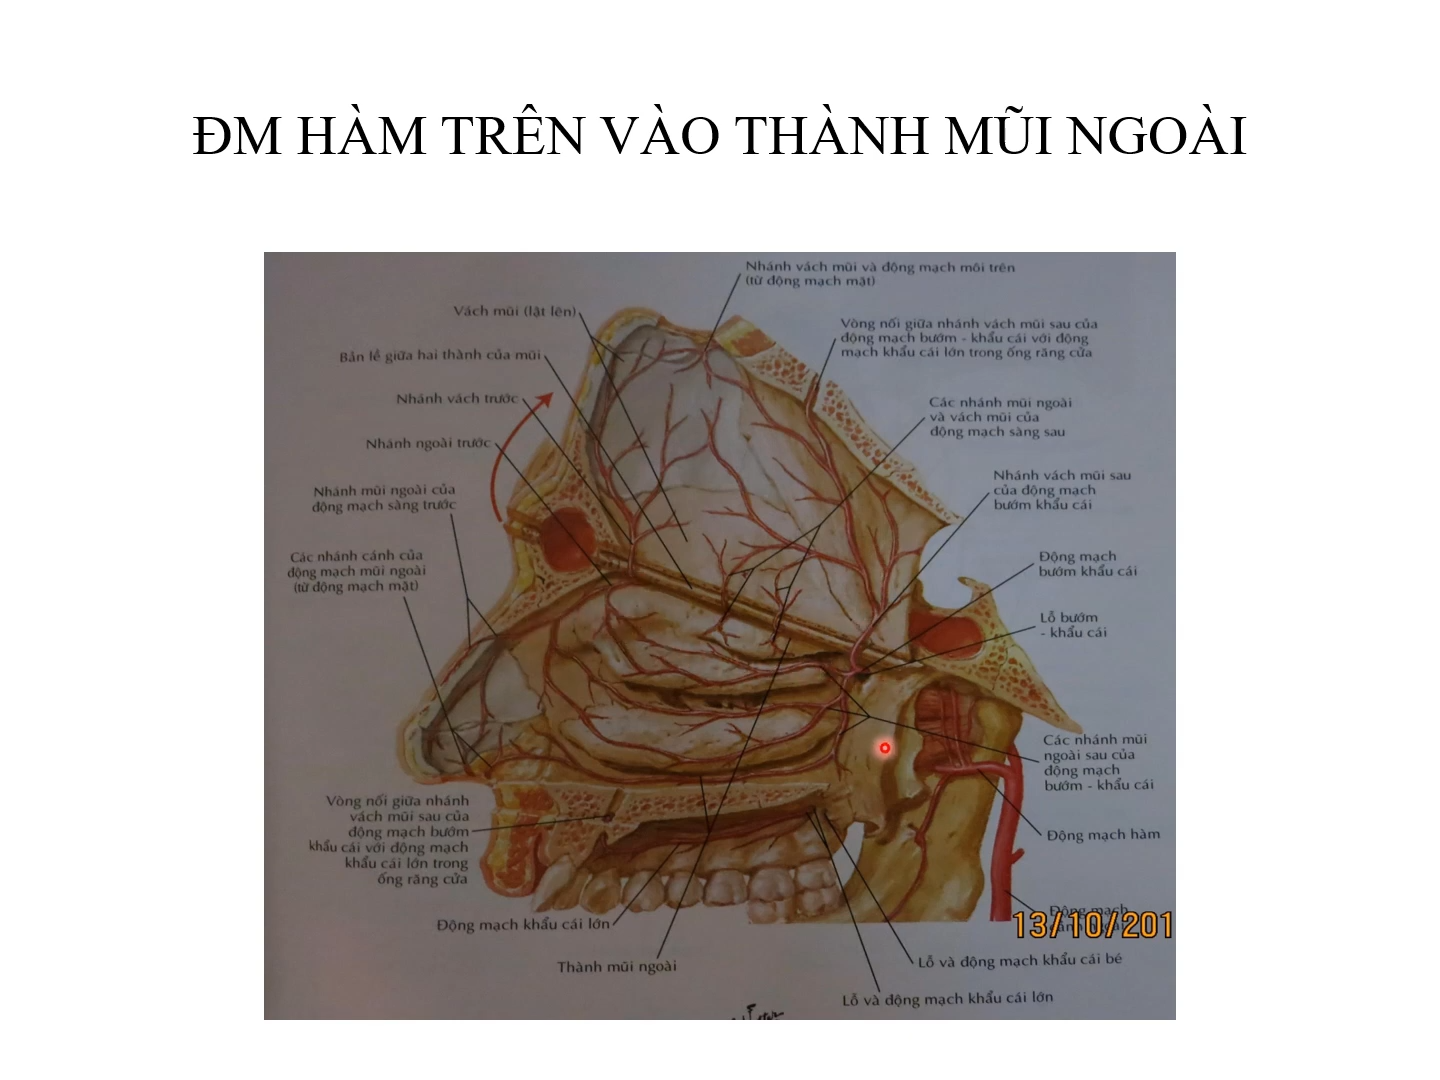 ĐM HÀM TRÊN VÀO THÀNH MŨI NGOÀI
Nhánh vách mũi và động mạch môi trên
(từ động mạch mặt)
Vách mũi (lật lên)
Vòng nối giữa nhánh vách mũi sau của
động mạch bướm - khẩu cái với động
mạch khẩu cái lớn trong ống răng cửa
Bản lề giữa hai thành của mũi
Nhánh vách trước
Các nhánh mũi ngoài
và vách mũi của
động mạch sàng sau
Nhánh ngoài trước
Nhánh vách mũi sau
của động mạch
bướm khẩu cái
Nhánh mũi ngoài của
động mạch sàng trước
Các nhánh cánh của
động mạch mũi ngoài
(từ động mạch mặt)
Động mạch
bướm khẩu cái
Lỗ bướm
- khẩu cái
Các nhánh mũi
ngoài sau của
động mạch
bướm - khẩu cái
Vòng nối giữa nhánh
vách mũi sau của
động mạch bướm
khẩu cái với động mạch
khẩu cái lớn trong
ống răng cửa
Động mạch hàm
Động mạch
13/10/201
Động mạch khẩu cái lớn
Thành mũi ngoài
Lỗ và động mạch khẩu cái bé
Lỗ và động mạch khẩu cái lớn